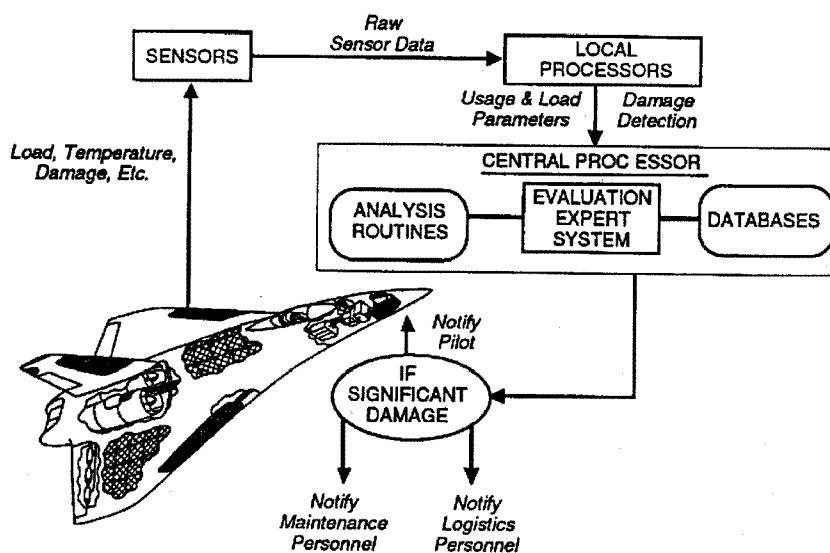 Raw
Sensor Data
SENSORS
LOCAL
PROCESSORS
Usage & Load
Parameters
Damage
Detection
Load, Temperature,
Damage, Etc.
CENTRAL PROC ESSOR
ANALYSIS
ROUTINES
EVALUATION
EXPERT
SYSTEM
DATABASES
Notify
Pilot
IF
SIGNIFICANT
DAMAGE
Notify
Maintenance
Personnel
Notify
Logistics
Personnel